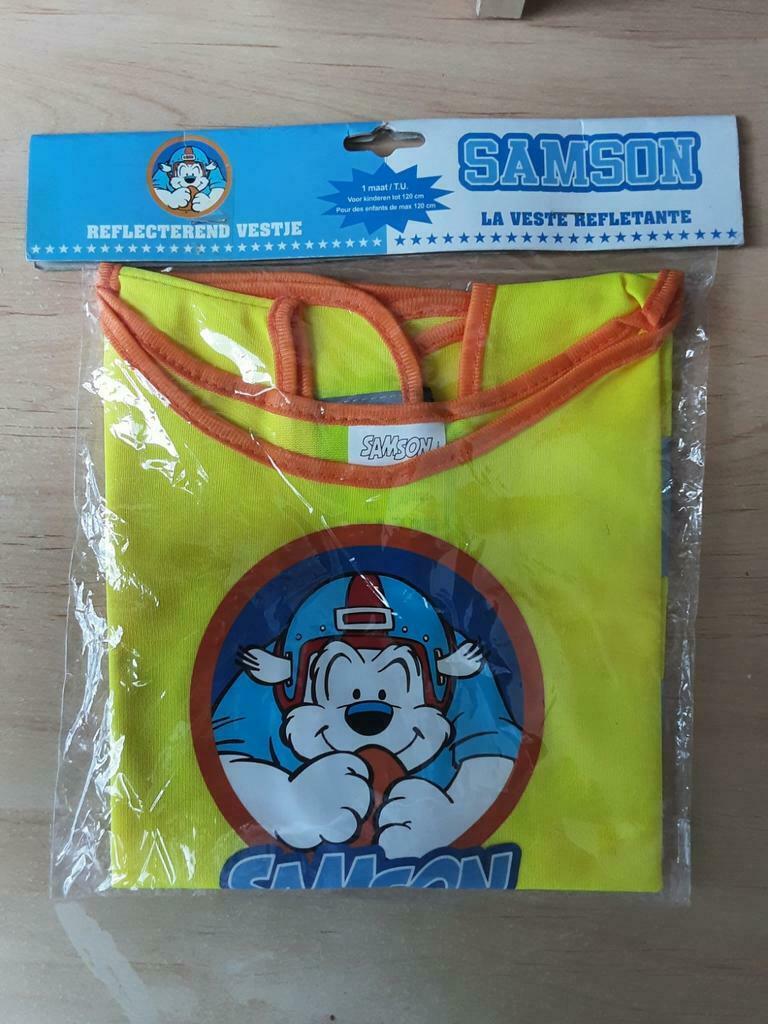 REFLECTEREND VESTJE
1 maat / T.U.
Voor kinderen tot 120 cm
Pour des enfants de max 120 cm
SAMSON
LA VESTE REFLETANTE
SAMSON
SAMSON